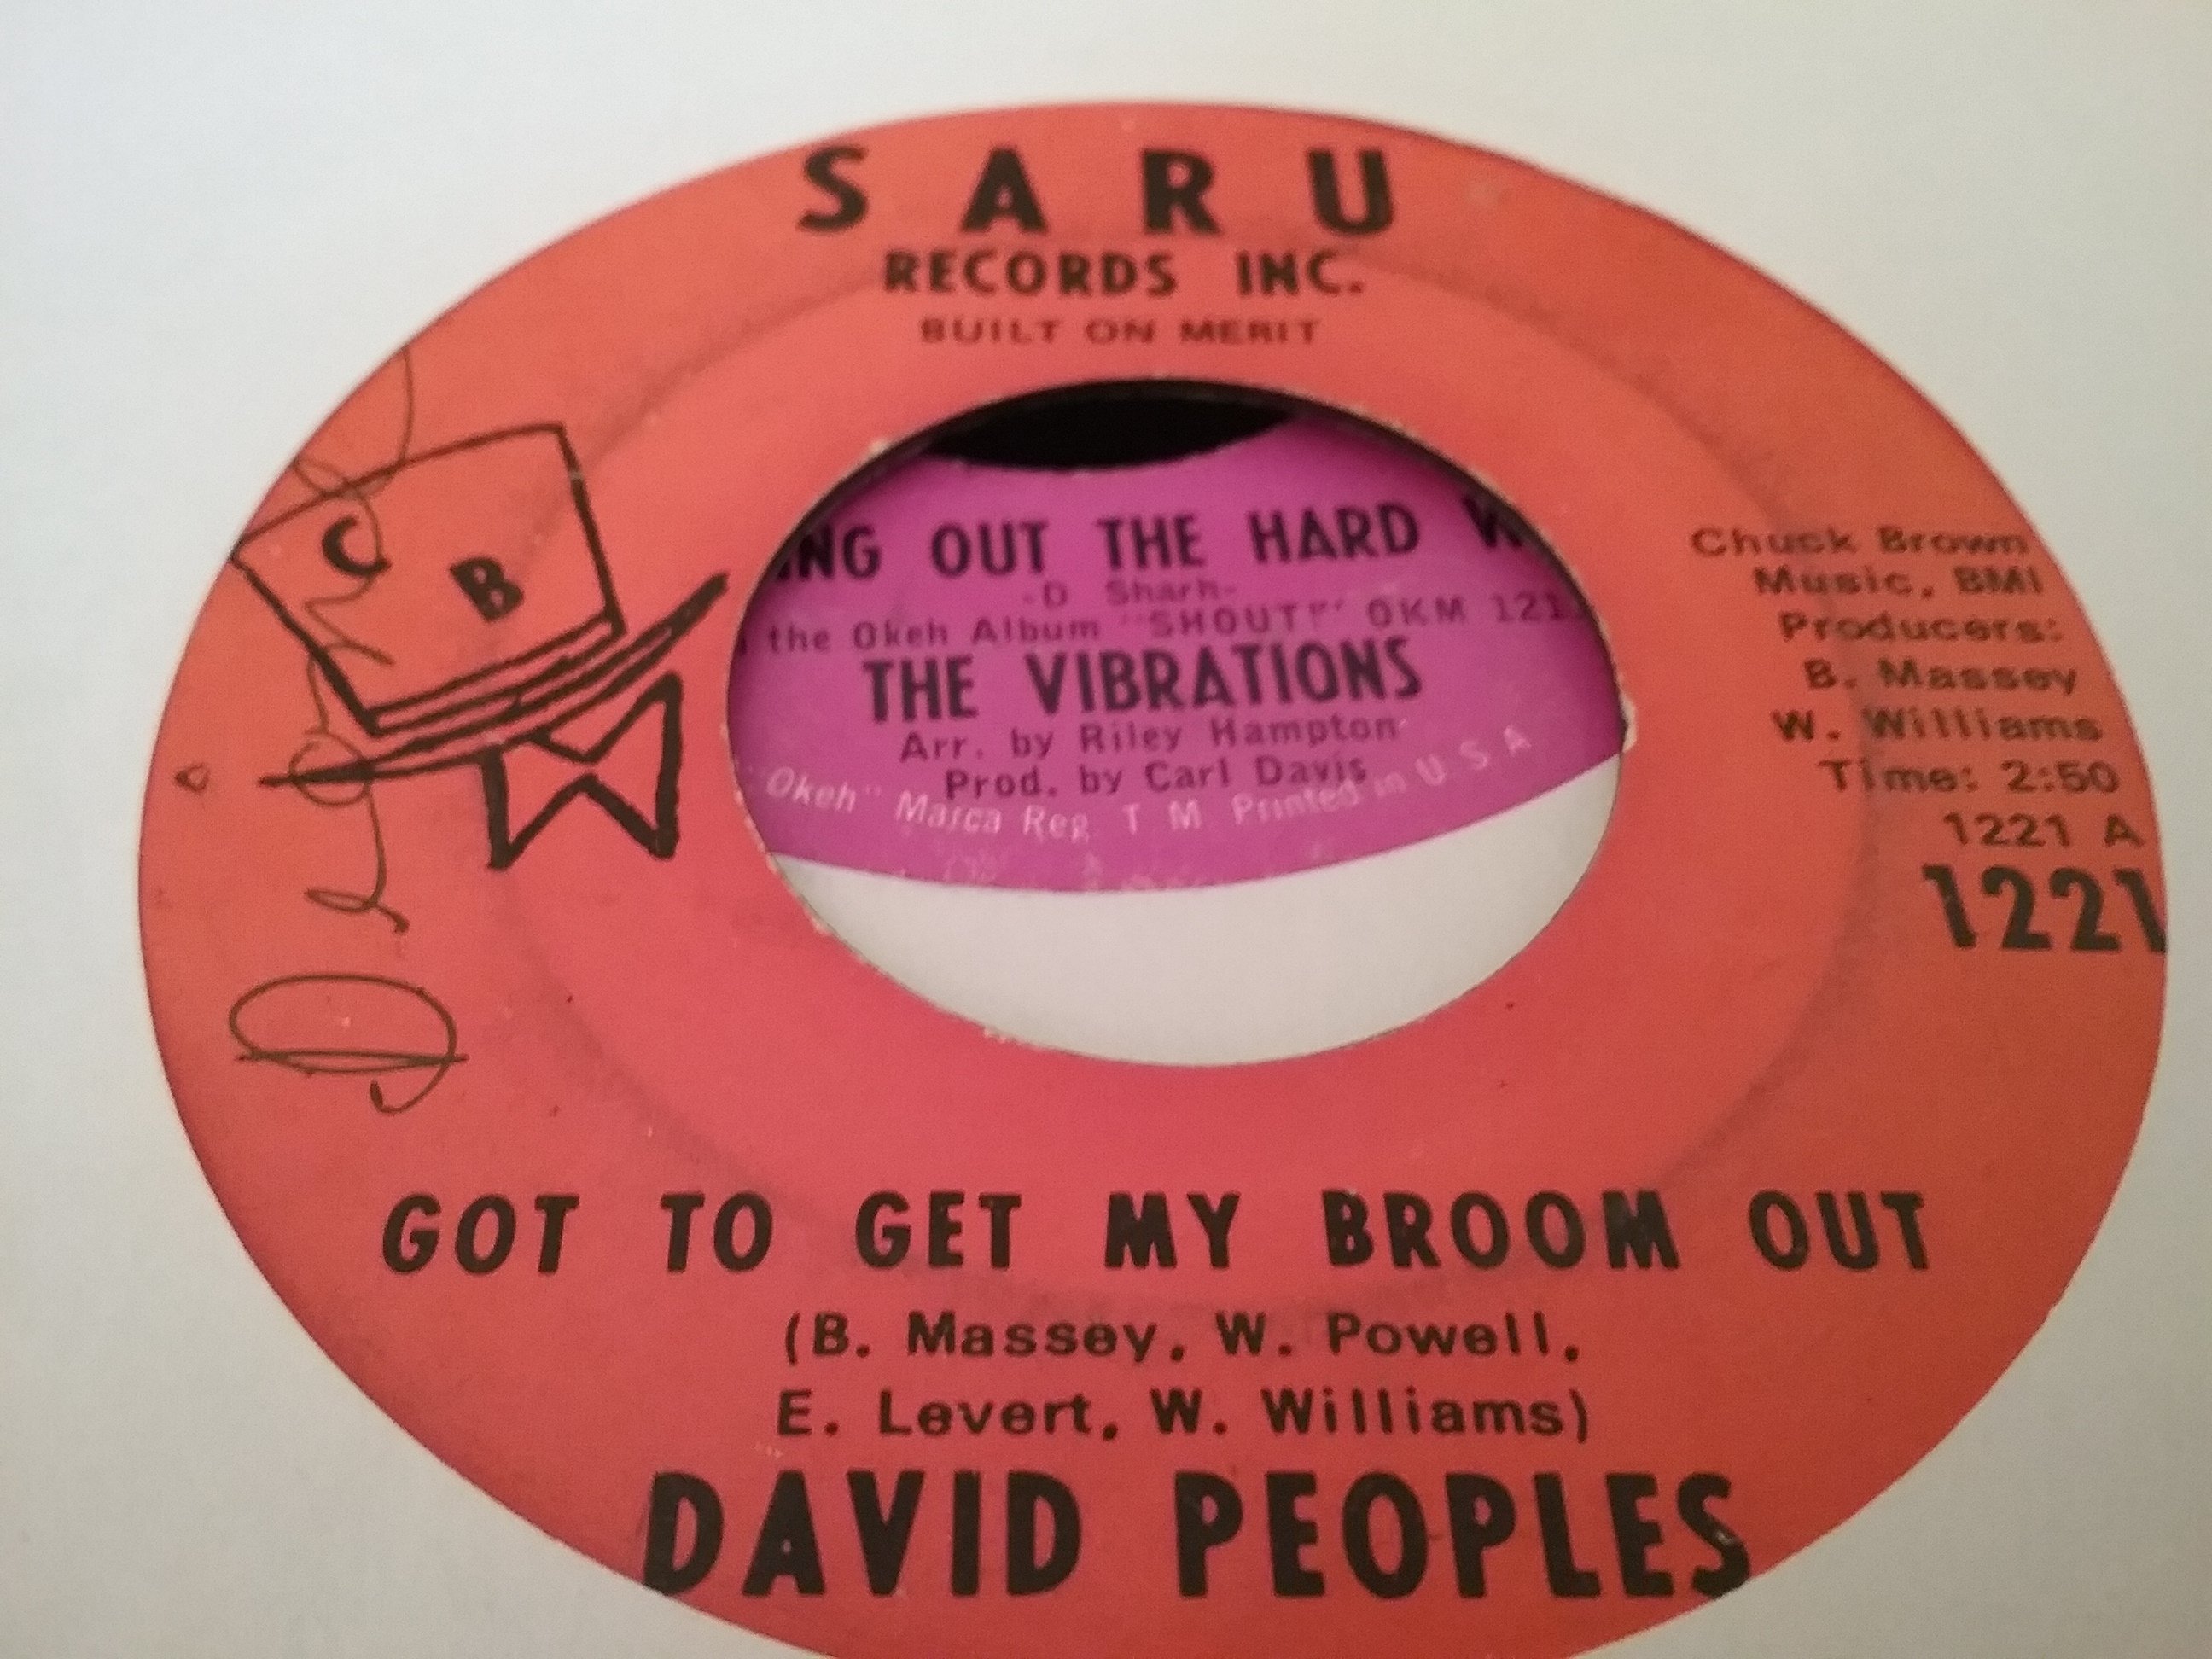 SARU
RECORDS INC.
BUILT ON MERIT
C
B
Chuck Brown
Music, BMI
Producers:
B. Massey
W. Williams
Time: 2:50
1221 A
1221
OUT THE HARD
-D Sharh-
the Okeh Album "SHOUT!" OKM
THE VIBRATIONS
Arr. by Riley Hampton
Prod. by Carl Davis
"Okeh" Marca Reg T M Printed in U S A
GOT TO GET MY BROOM OUT
(B. Massey, W. Powell,
E. Levert, W. Williams)
DAVID PEOPLES